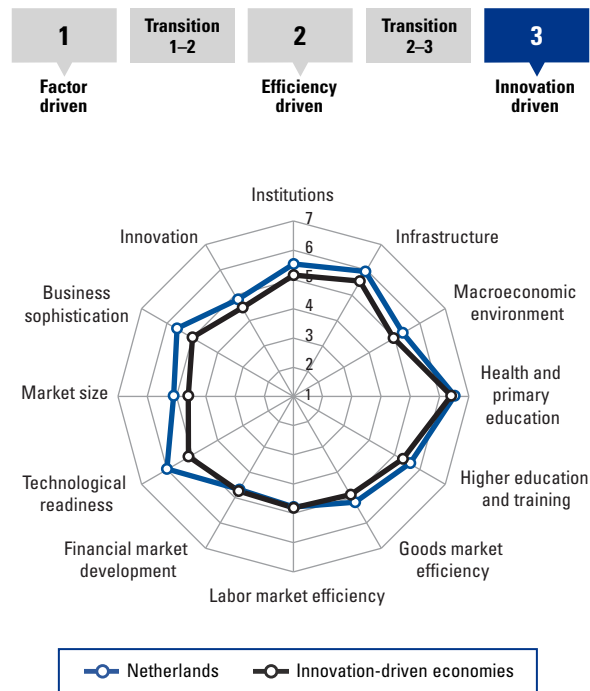 1
Transition
1–2
2
Transition
2–3
3
Factor
driven
Efficiency
driven
Innovation
driven
Institutions
7
Innovation
Infrastructure
6
5
Business
sophistication
Macroeconomic
environment
4
3
2
Market size
1
Health and
primary
education
Technological
readiness
Higher education
and training
Financial market
development
Goods market
efficiency
Labor market efficiency
Netherlands
Innovation-driven economies